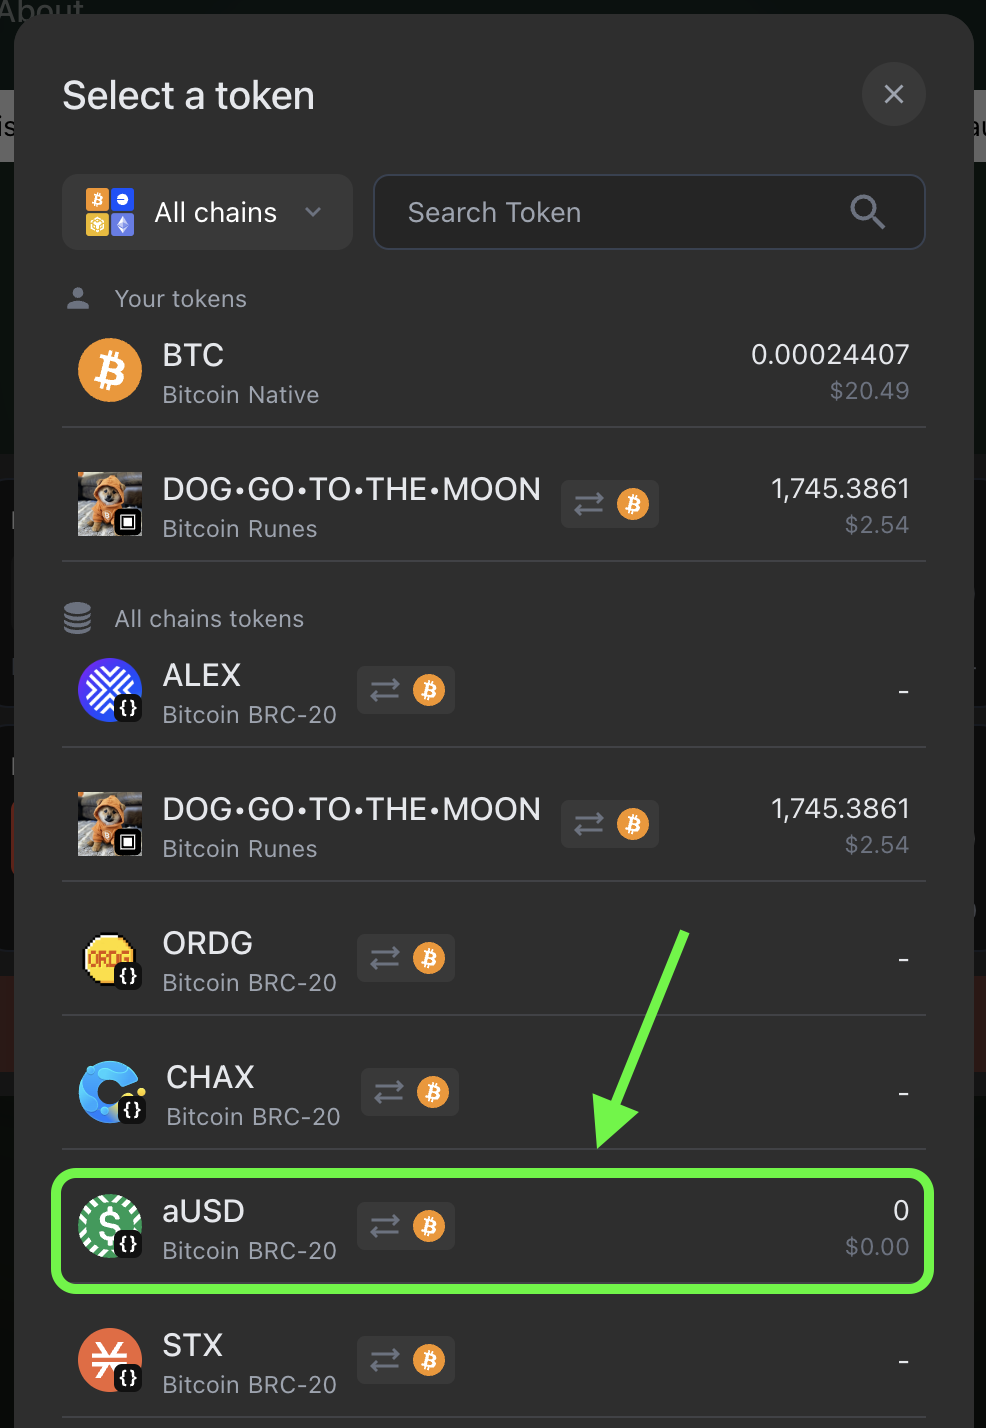 About
Select a token
All chains
Search Token
Your tokens
BTC
0.00024407
Bitcoin Native
$20.49
DOG•GO•TO•THE•MOON
1,745.3861
Bitcoin Runes
$2.54
All chains tokens
ALEX
-
Bitcoin BRC-20
DOG•GO•TO•THE•MOON
1,745.3861
Bitcoin Runes
$2.54
ORDG
ORDG
-
Bitcoin BRC-20
CHAX
-
Bitcoin BRC-20
aUSD
0
Bitcoin BRC-20
$0.00
STX
-
Bitcoin BRC-20